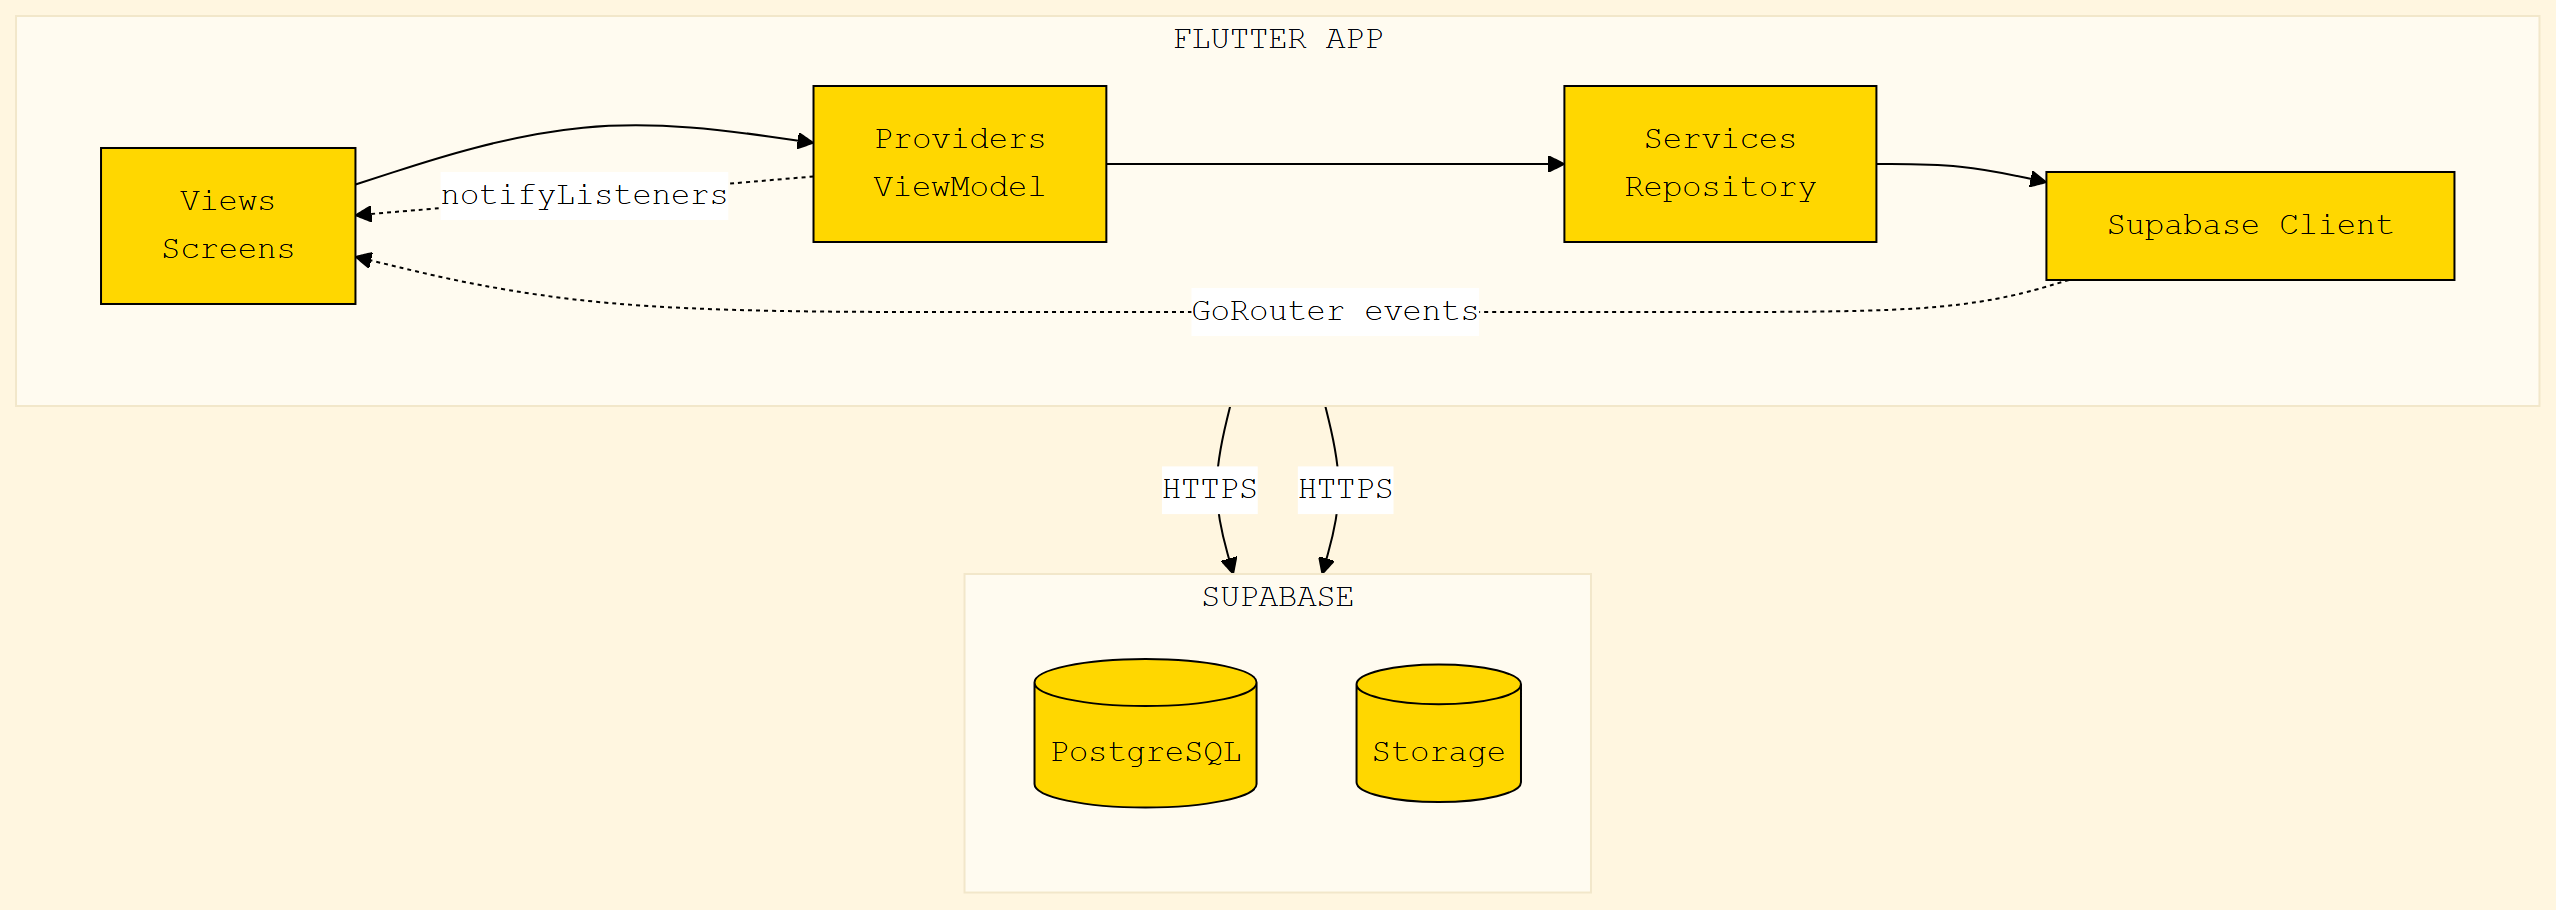 FLUTTER APP
Views
Screens
notifyListeners
Providers
ViewModel
Services
Repository
Supabase Client
GoRouter events
HTTPS
HTTPS
SUPABASE
PostgreSQL
Storage